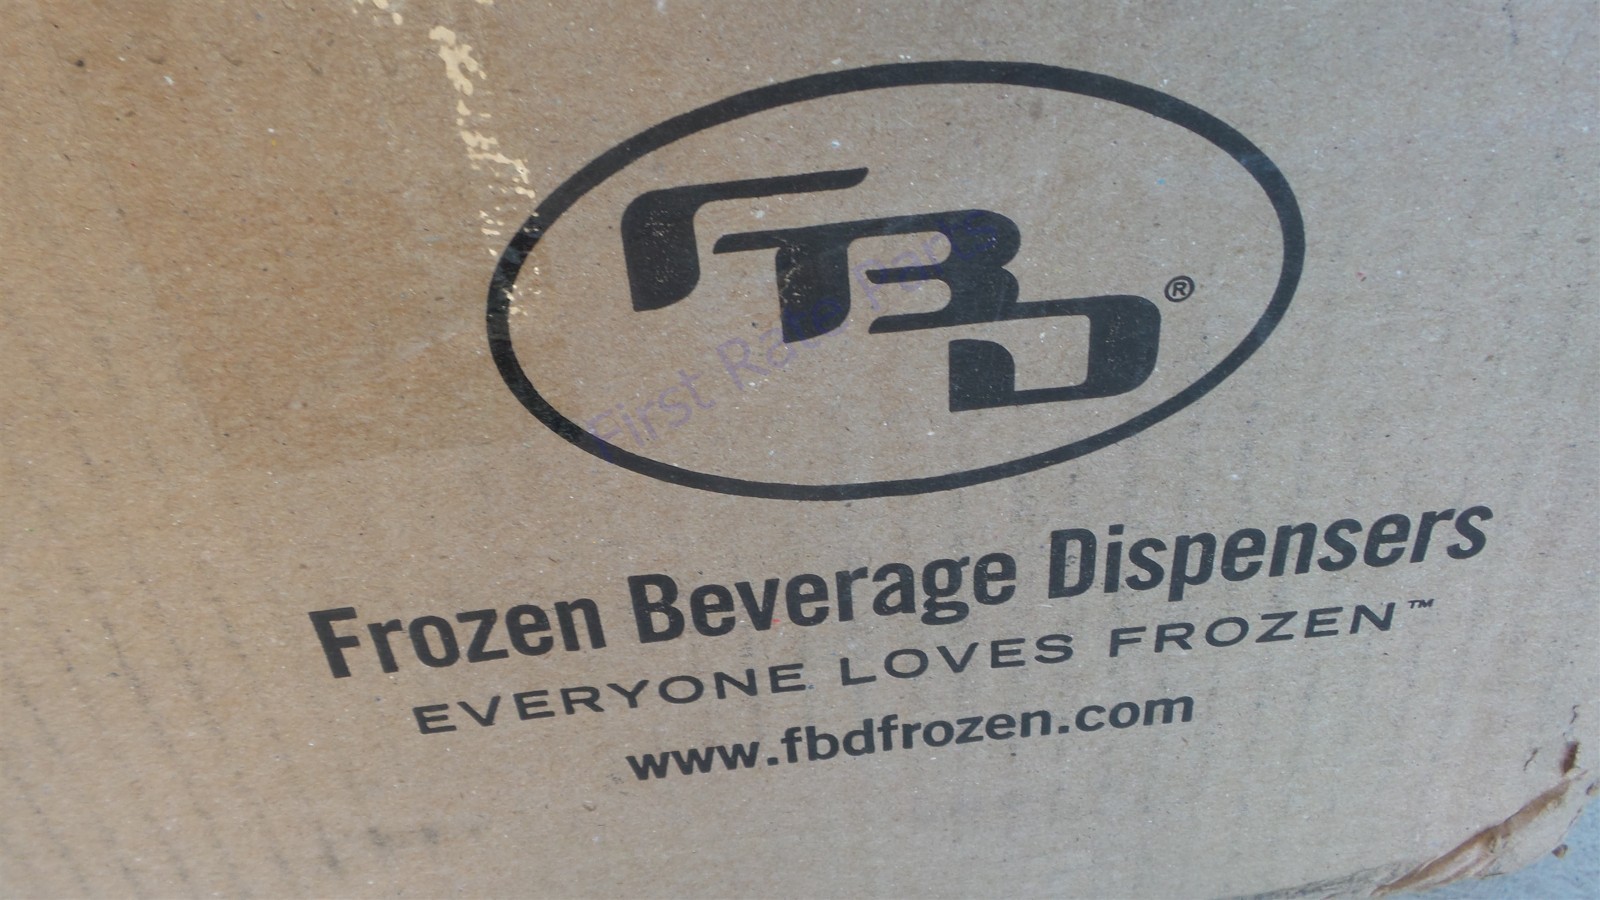 FBD®
First Rate Parts
Frozen Beverage Dispensers
EVERYONE LOVES FROZEN™
www.fbdfrozen.com